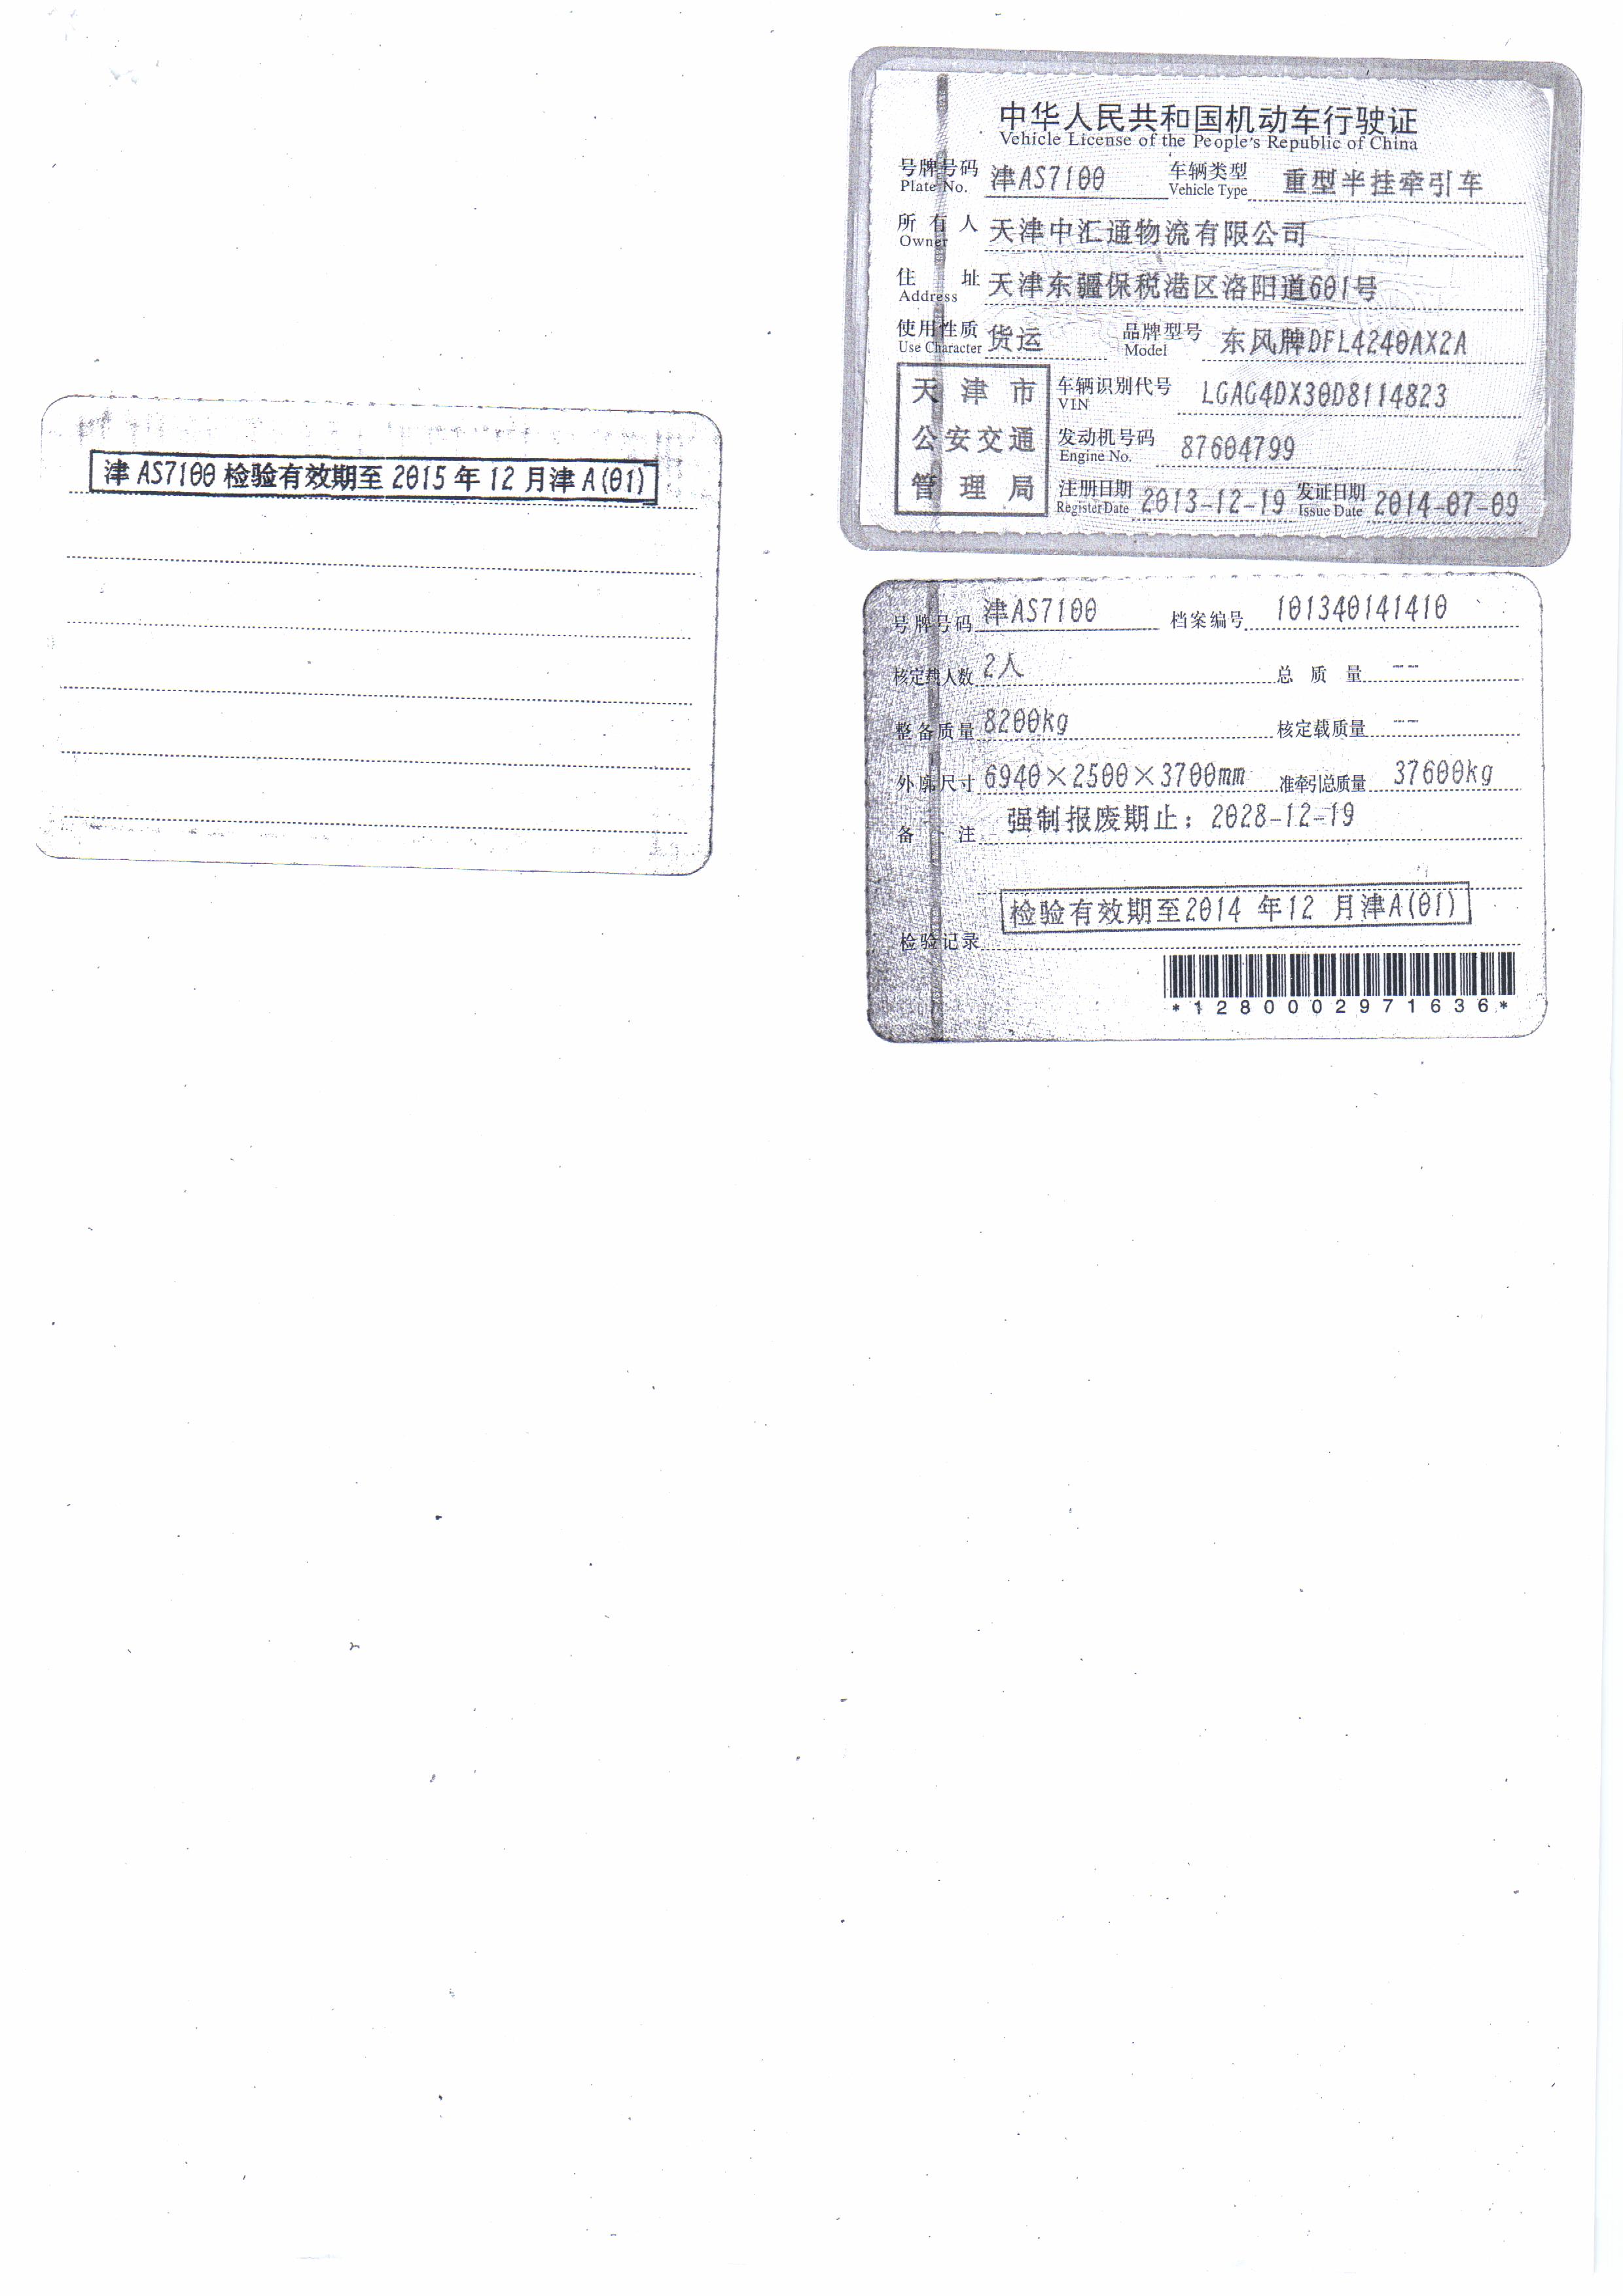 中华人民共和国机动车行驶证
Vehicle License of the People's Republic of China
号牌号码 津AS7100 车辆类型 重型半挂牵引车
Plate No. Vehicle Type
所有人 天津中汇通物流有限公司
Owner
住址 天津东疆保税港区洛阳道601号
Address
使用性质 货运 品牌型号 东风牌DFL4240AX2A
Use Character Model
天津市 车辆识别代号 LGAG4DX30D8114823
VIN
公安交通 发动机号码 87604799
Engine No.
管理局 注册日期 2013-12-19 发证日期 2014-07-09
Register Date Issue Date
津AS7100检验有效期至2015年12月津A(01)
号牌号码 津AS7100 档案编号 101340141410
核定载人数 2人 总质量 --
整备质量 8200kg 核定载质量 --
外廓尺寸 6940×2500×3700mm 准牵引总质量 37600kg
备注 强制报废期止：2028-12-19
检验有效期至2014年12月津A(01)
检验记录
*1280002971636*